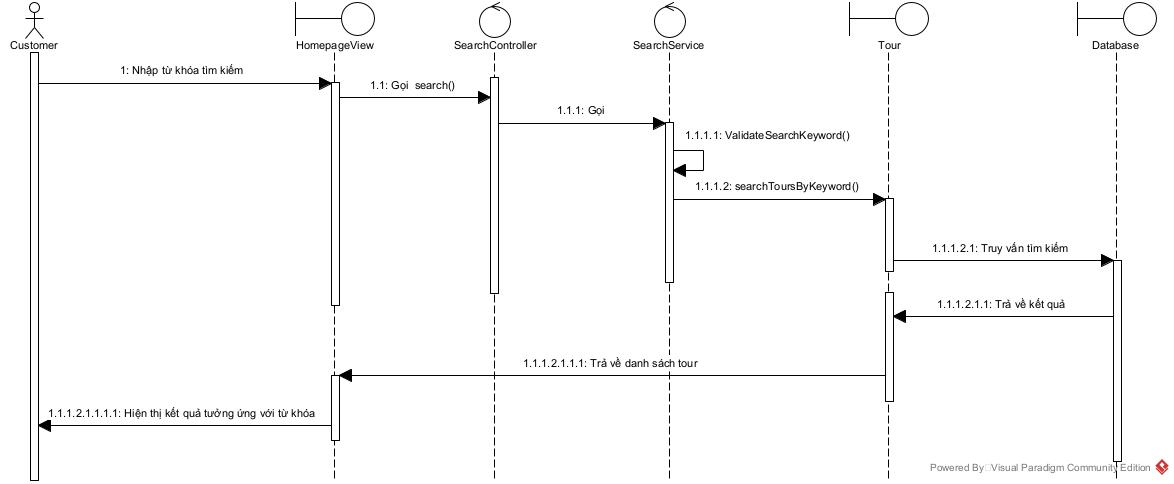 Customer
HomepageView
SearchController
SearchService
Tour
Database
1: Nhập từ khóa tìm kiếm
1.1: Gọi search()
1.1.1: Gọi
1.1.1.1: ValidateSearchKeyword()
1.1.1.2: searchToursByKeyword()
1.1.1.2.1: Truy vấn tìm kiếm
1.1.1.2.1.1: Trả về kết quả
1.1.1.2.1.1.1: Trả về danh sách tour
1.1.1.2.1.1.1.1: Hiện thị kết quả tưởng ứng với từ khóa
Powered By Visual Paradigm Community Edition